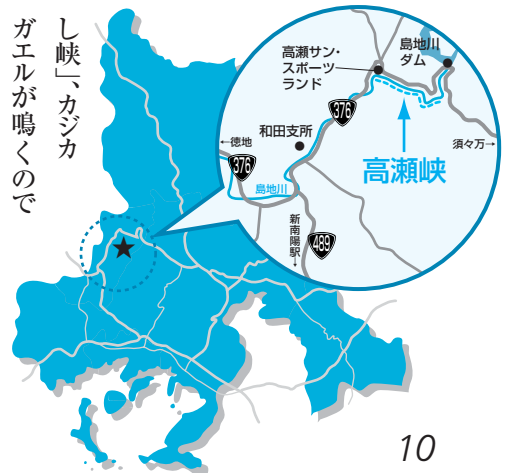 し峡」、カジカ
ガエルが鳴くので
高瀬サン・
スポーツ
ランド
島地川
ダム
376
和田支所
←徳地
376
島地川
高瀬峡
須々万→
新南陽駅→
489
10